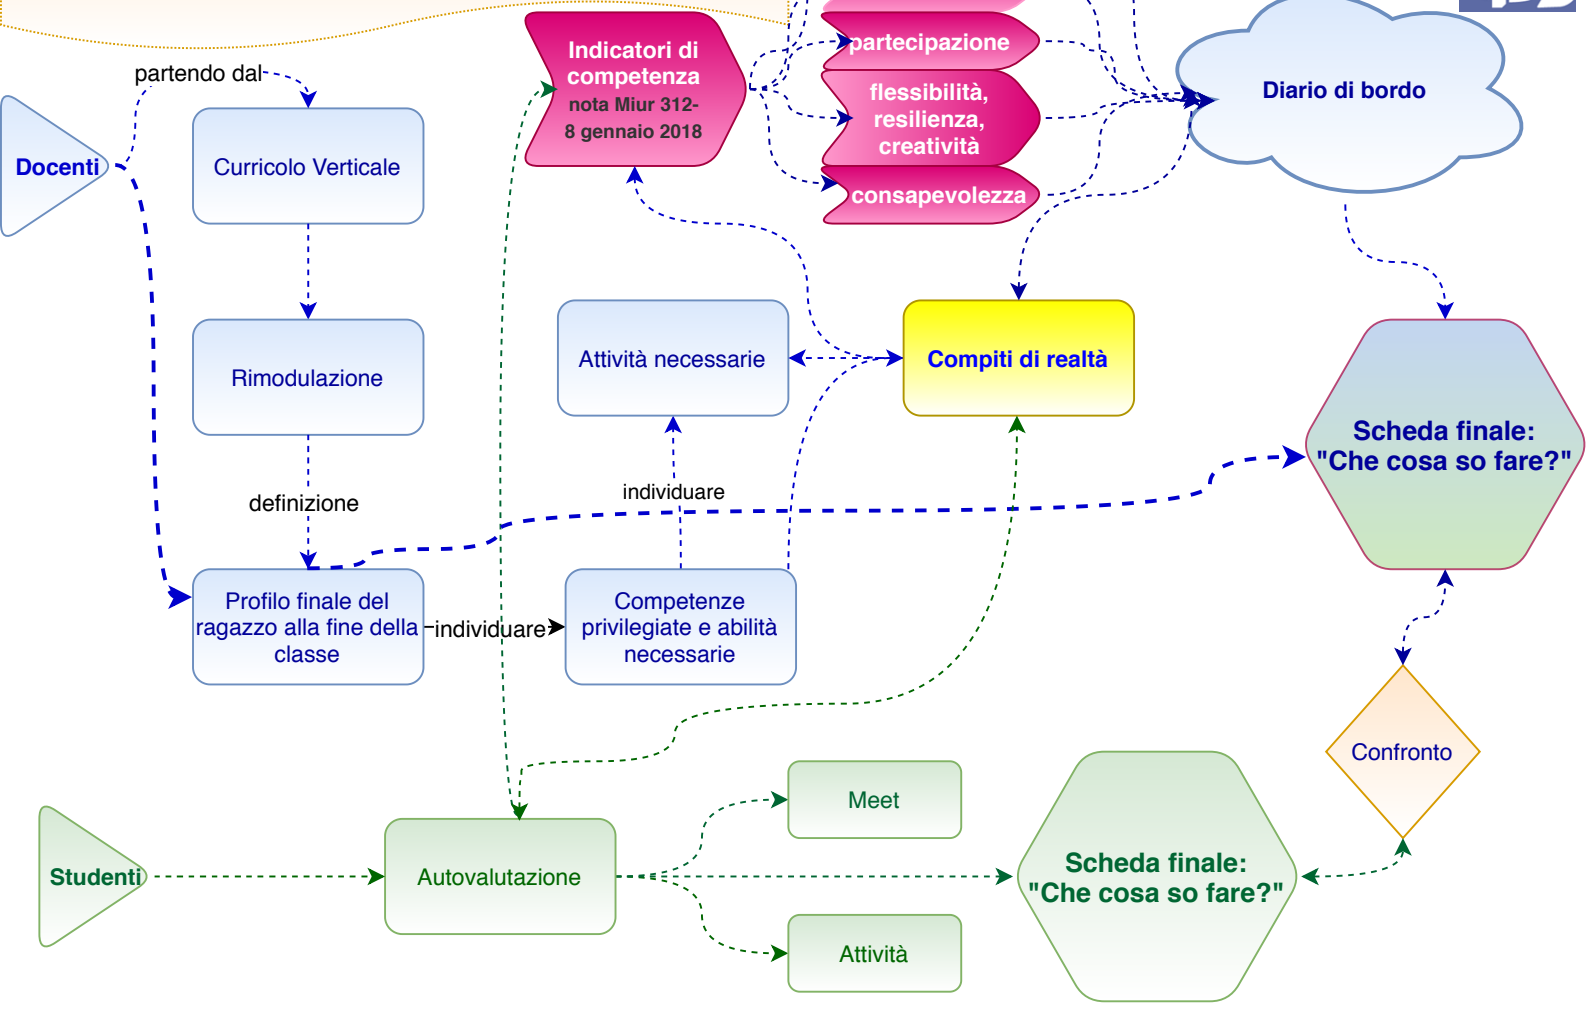 Indicatori di
competenza
nota Miur 312-
8 gennaio 2018
partecipazione
flessibilità,
resilienza,
creatività
consapevolezza
Diario di bordo
partendo dal
Docenti
Curricolo Verticale
Rimodulazione
Attività necessarie
Compiti di realtà
Scheda finale:
"Che cosa so fare?"
definizione
individuare
Profilo finale del
ragazzo alla fine della
classe
individuare
Competenze
privilegiate e abilità
necessarie
Confronto
Meet
Studenti
Autovalutazione
Scheda finale:
"Che cosa so fare?"
Attività